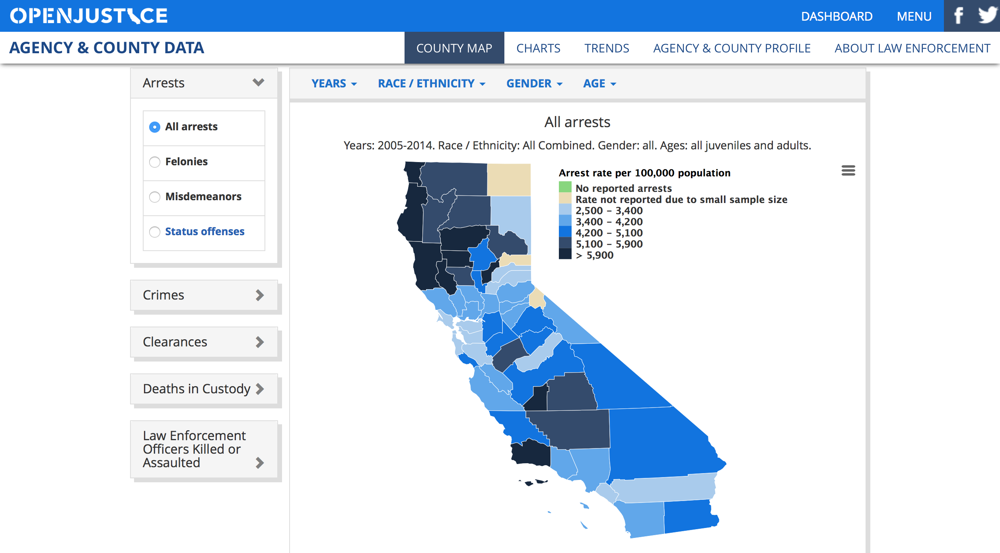 OPENJUSTICE
DASHBOARD
MENU
AGENCY & COUNTY DATA
COUNTY MAP
CHARTS
TRENDS
AGENCY & COUNTY PROFILE
ABOUT LAW ENFORCEMENT
Arrests
All arrests
Felonies
Misdemeanors
Status offenses
Crimes
Clearances
Deaths in Custody
Law Enforcement
Officers Killed or
Assaulted
YEARS
RACE / ETHNICITY
GENDER
AGE
All arrests
Years: 2005-2014. Race / Ethnicity: All Combined. Gender: all. Ages: all juveniles and adults.
Arrest rate per 100,000 population
No reported arrests
Rate not reported due to small sample size
2,500 – 3,400
3,400 – 4,200
4,200 – 5,100
5,100 – 5,900
> 5,900